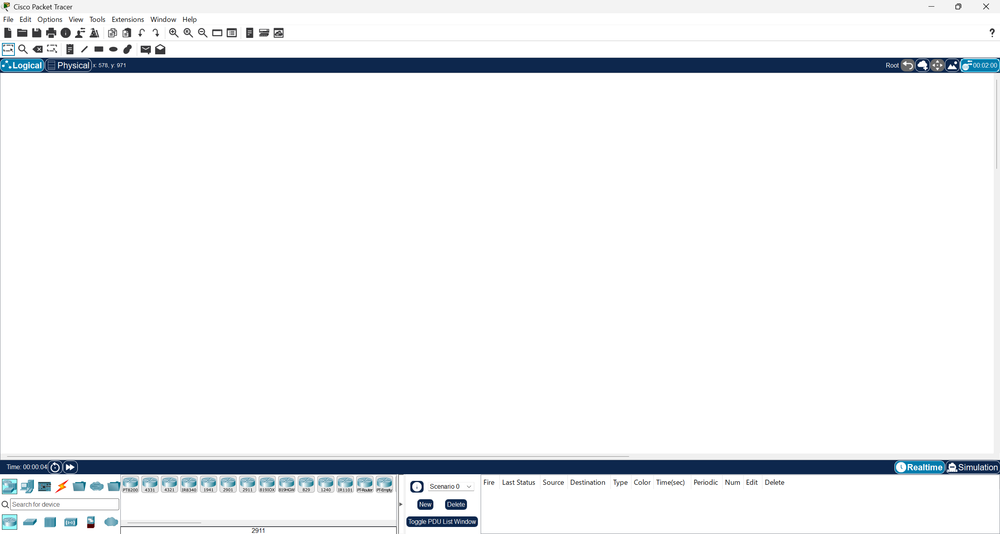 Cisco Packet Tracer
File Edit Options View Tools Extensions Window Help
Logical Physical x: 578, y: 971 Root 00:02:00
Time: 00:00:04 Realtime Simulation
PT8200 4331 4321 IR8340 1941 2901 2911 819IOX 819HGW 829 1240 IR1101 PT-Router PT-Empty
Scenario 0
Fire Last Status Source Destination Type Color Time(sec) Periodic Num Edit Delete
Search for device
New Delete
Toggle PDU List Window
2911